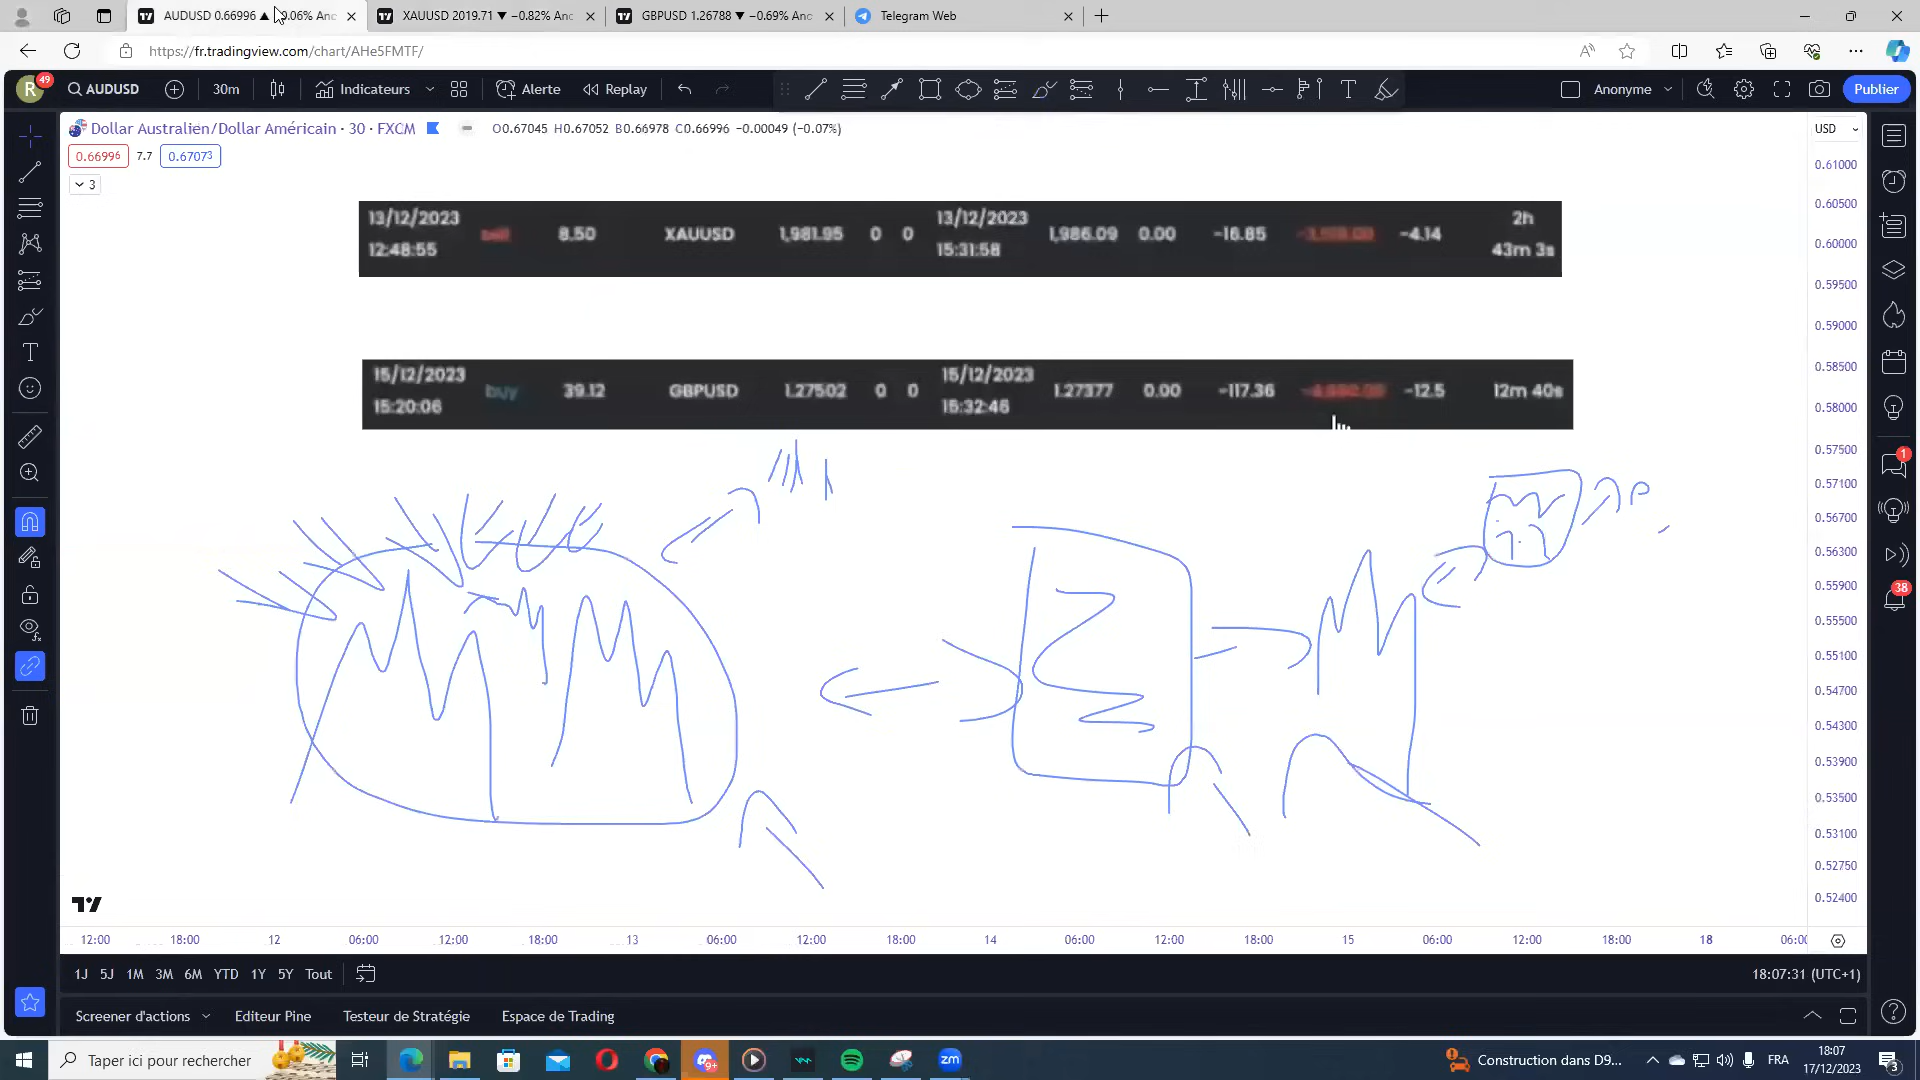 AUDUSD 0.66996 ▲
XAUUSD 2019.71 ▼ −0.82% Anc
GBPUSD 1.26788 ▼ −0.69% Anc
Telegram Web
https://fr.tradingview.com/chart/AHe5FMTF/
R 49
AUDUSD
30m
Indicateurs
Alerte
Replay
Anonyme
Publier
Dollar Australien/Dollar Américain · 30 · FXCM
O0.67045 H0.67052 B0.66978 C0.66996 −0.00049 (−0.07%)
USD
0.66996
7.7
0.67073
3
13/12/2023
12:48:55
8.50
XAUUSD
1,981.95
0
0
13/12/2023
15:31:58
1,986.09
0.00
-16.85
-4.14
2h
43m 3s
15/12/2023
15:20:06
buy
39.12
GBPUSD
1.27502
0
0
15/12/2023
15:32:46
1.27377
0.00
-117.36
-12.5
12m 40s
0.61000
0.60500
0.60000
0.59500
0.59000
0.58500
0.58000
0.57500
0.57100
0.56700
0.56300
0.55900
0.55500
0.55100
0.54700
0.54300
0.53900
0.53500
0.53100
0.52750
0.52400
1
38
12:00
18:00
12
06:00
12:00
18:00
13
06:00
12:00
18:00
14
06:00
12:00
18:00
15
06:00
12:00
18:00
18
06:00
1J
5J
1M
3M
6M
YTD
1Y
5Y
Tout
18:07:31 (UTC+1)
Screener d'actions
Editeur Pine
Testeur de Stratégie
Espace de Trading
Taper ici pour rechercher
9+
zm
Construction dans D9...
FRA
18:07
17/12/2023
3